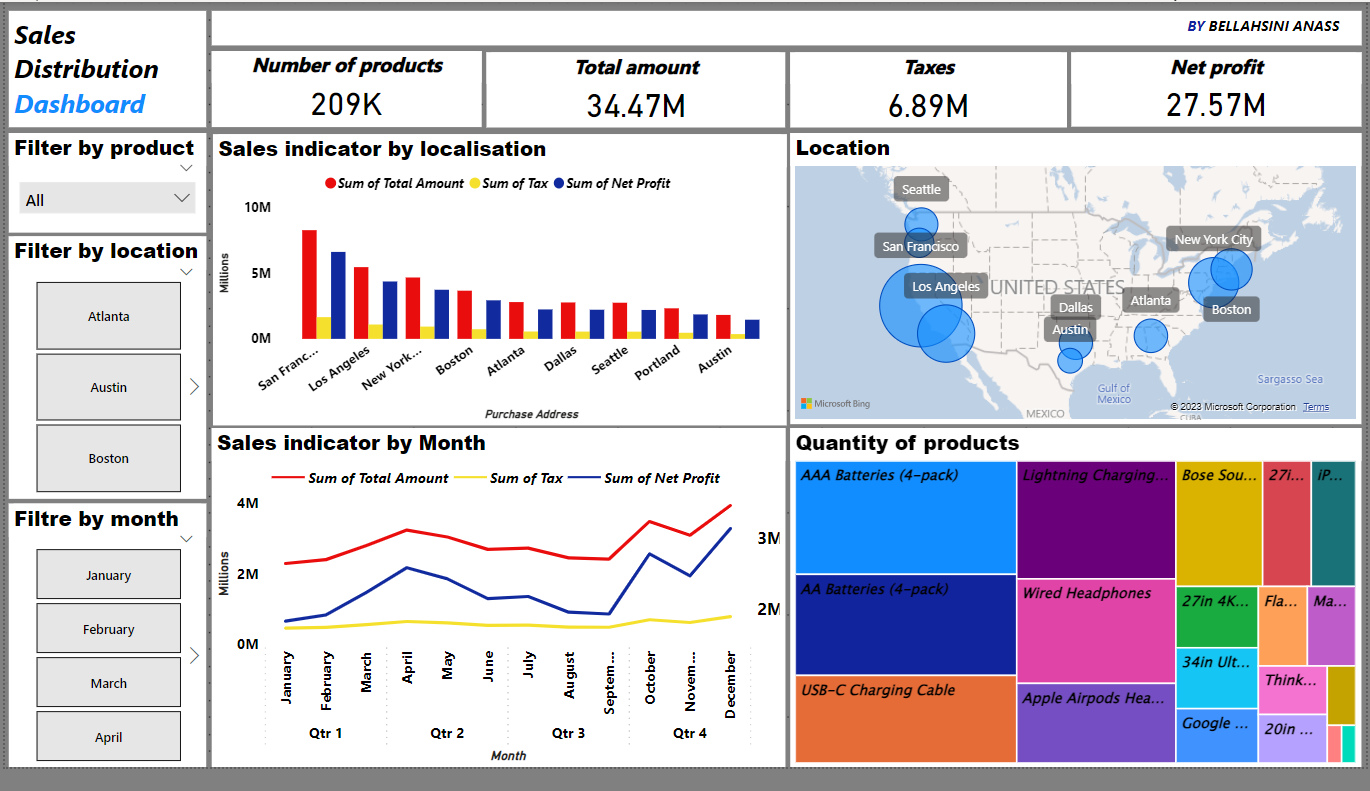 Sales
Distribution
Dashboard
BY BELLAHSINI ANASS
Number of products
209K
Total amount
34.47M
Taxes
6.89M
Net profit
27.57M
Filter by product
All
Filter by location
Atlanta
Austin
Boston
Filtre by month
January
February
March
April
Sales indicator by localisation
Sum of Total Amount Sum of Tax Sum of Net Profit
10M
5M
0M
Millions
San Franc...
Los Angeles
New York...
Boston
Atlanta
Dallas
Seattle
Portland
Austin
Purchase Address
Location
Seattle
San Francisco
New York City
Los Angeles
UNITED STATES
Dallas
Atlanta
Boston
Austin
Sargasso Sea
Gulf of
Mexico
Microsoft Bing
© 2023 Microsoft Corporation Terms
MEXICO
CUBA
Sales indicator by Month
Sum of Total Amount Sum of Tax Sum of Net Profit
4M
2M
0M
3M
2M
Millions
January
February
March
April
May
June
July
August
Septem...
October
Novem...
December
Qtr 1
Qtr 2
Qtr 3
Qtr 4
Month
Quantity of products
AAA Batteries (4-pack)
AA Batteries (4-pack)
USB-C Charging Cable
Lightning Charging...
Wired Headphones
Apple Airpods Hea...
Bose Sou...
27i...
iP...
27in 4K...
34in Ult...
Google ...
Fla...
Ma...
Think...
20in ...